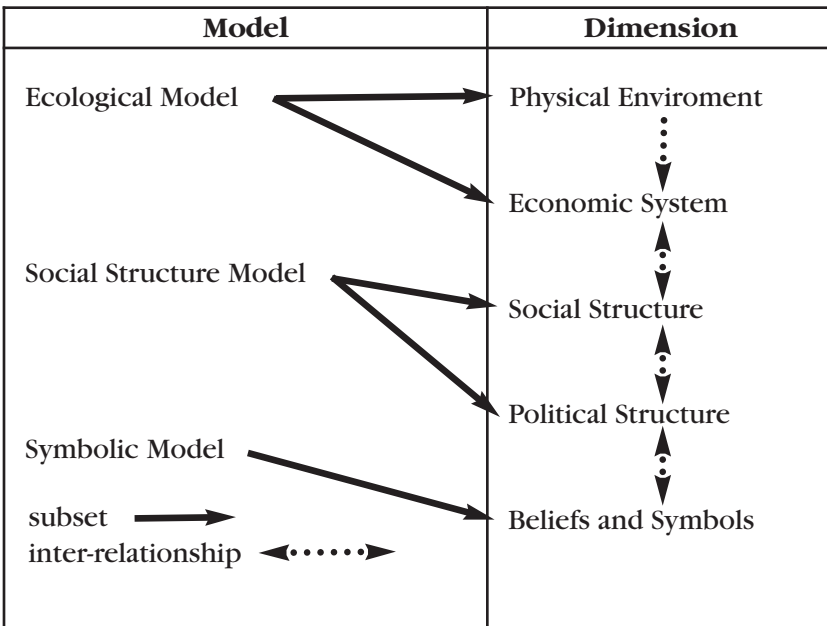 Model Dimension
Ecological Model Physical Enviroment
Economic System
Social Structure Model
Social Structure
Political Structure
Symbolic Model
subset Beliefs and Symbols
inter-relationship